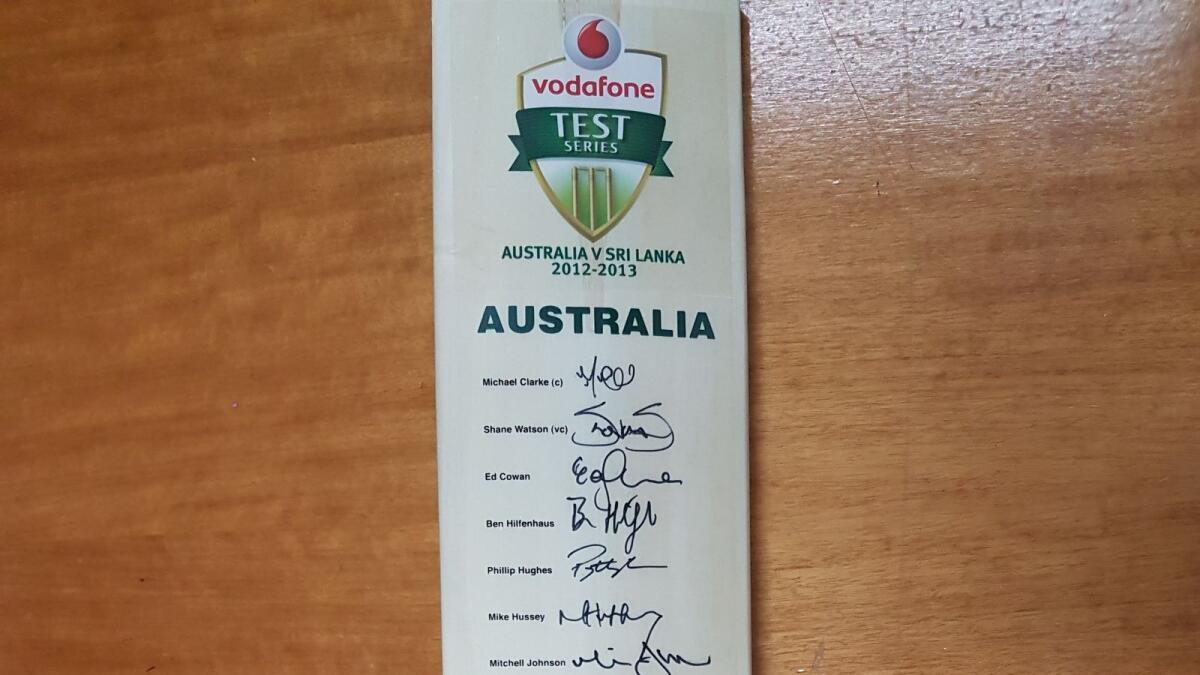 vodafone
TEST
SERIES
AUSTRALIA V SRI LANKA
2012-2013
AUSTRALIA
Michael Clarke (c)
Shane Watson (vc)
Ed Cowan
Ben Hilfenhaus
Phillip Hughes
Mike Hussey
Mitchell Johnson